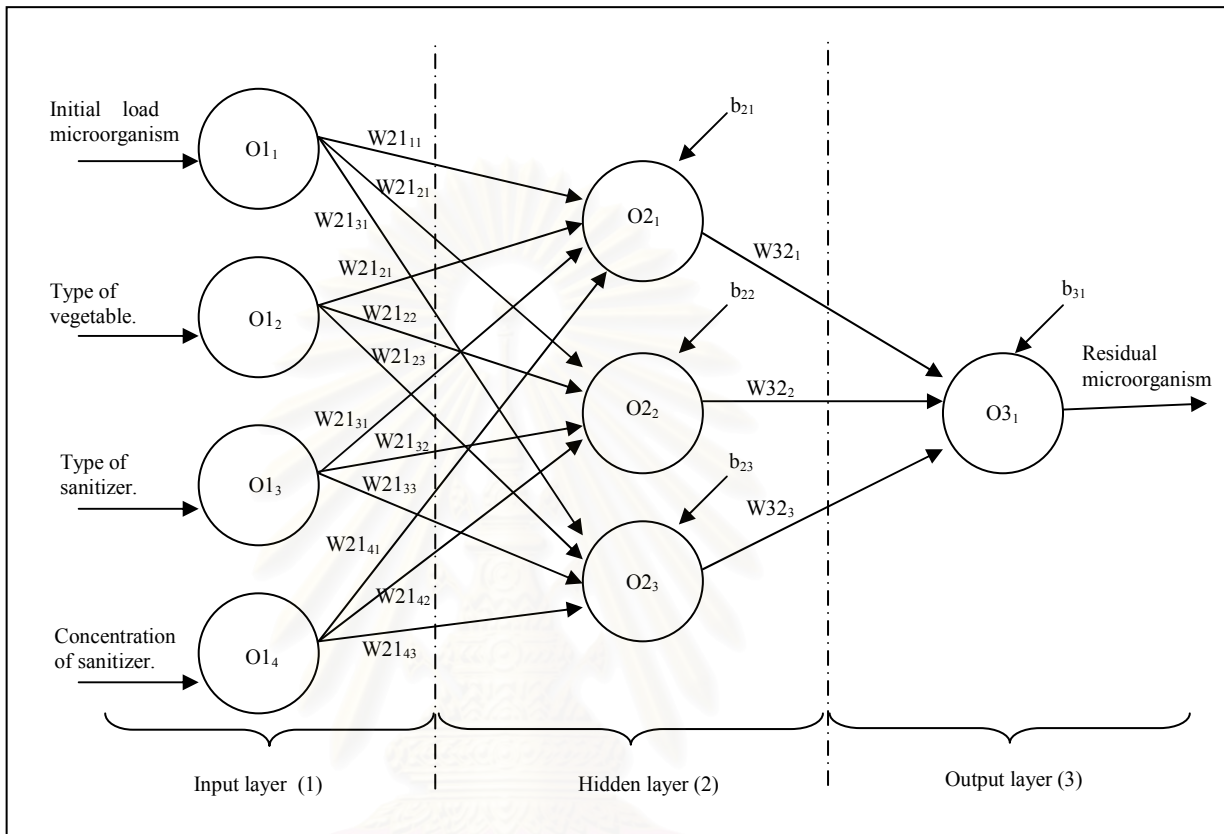 Initial load
microorganism
O1₁
Type of
vegetable.
O1₂
Type of
sanitizer.
O1₃
Concentration
of sanitizer.
O1₄
W21₁₁
W21₂₁
W21₃₁
W21₂₁
W21₂₂
W21₂₃
W21₃₁
W21₃₂
W21₃₃
W21₄₁
W21₄₂
W21₄₃
b₂₁
O2₁
b₂₂
O2₂
b₂₃
O2₃
W32₁
W32₂
W32₃
b₃₁
O3₁
Residual
microorganism
Input layer (1)
Hidden layer (2)
Output layer (3)